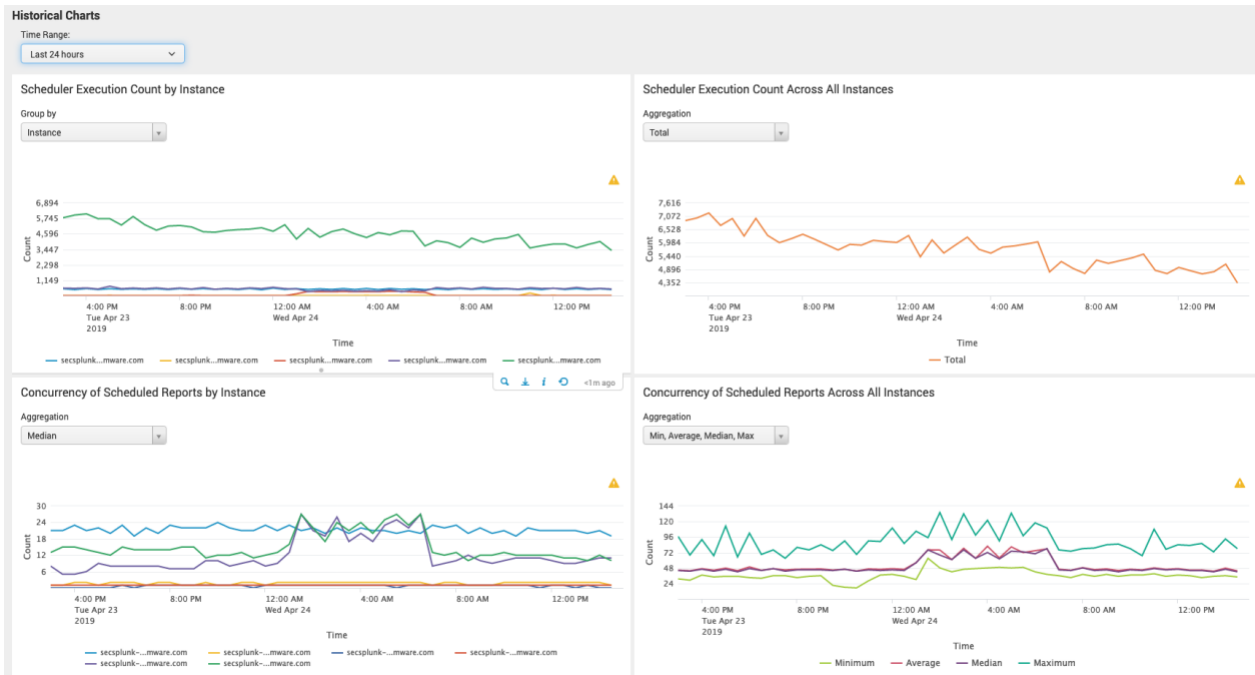 Historical Charts
Time Range:
Last 24 hours
Scheduler Execution Count by Instance
Group by
Instance
6,894
5,745
4,596
3,447
2,298
1,149
Count
4:00 PM 8:00 PM 12:00 AM 4:00 AM 8:00 AM 12:00 PM
Tue Apr 23 Wed Apr 24
2019
Time
secsplunk...mware.com secsplunk...mware.com secsplunk...mware.com secsplunk...mware.com secsplunk...mware.com
Scheduler Execution Count Across All Instances
Aggregation
Total
7,616
7,072
6,528
5,984
5,440
4,896
4,352
Count
4:00 PM 8:00 PM 12:00 AM 4:00 AM 8:00 AM 12:00 PM
Tue Apr 23 Wed Apr 24
2019
Time
Total
<1m ago
Concurrency of Scheduled Reports by Instance
Aggregation
Median
30
24
18
12
6
Count
4:00 PM 8:00 PM 12:00 AM 4:00 AM 8:00 AM 12:00 PM
Tue Apr 23 Wed Apr 24
2019
Time
secsplunk-...mware.com secsplunk-...mware.com secsplunk-...mware.com secsplunk-...mware.com
secsplunk-...mware.com secsplunk-...mware.com
Concurrency of Scheduled Reports Across All Instances
Aggregation
Min, Average, Median, Max
144
120
96
72
48
24
Count
4:00 PM 8:00 PM 12:00 AM 4:00 AM 8:00 AM 12:00 PM
Tue Apr 23 Wed Apr 24
2019
Time
Minimum Average Median Maximum